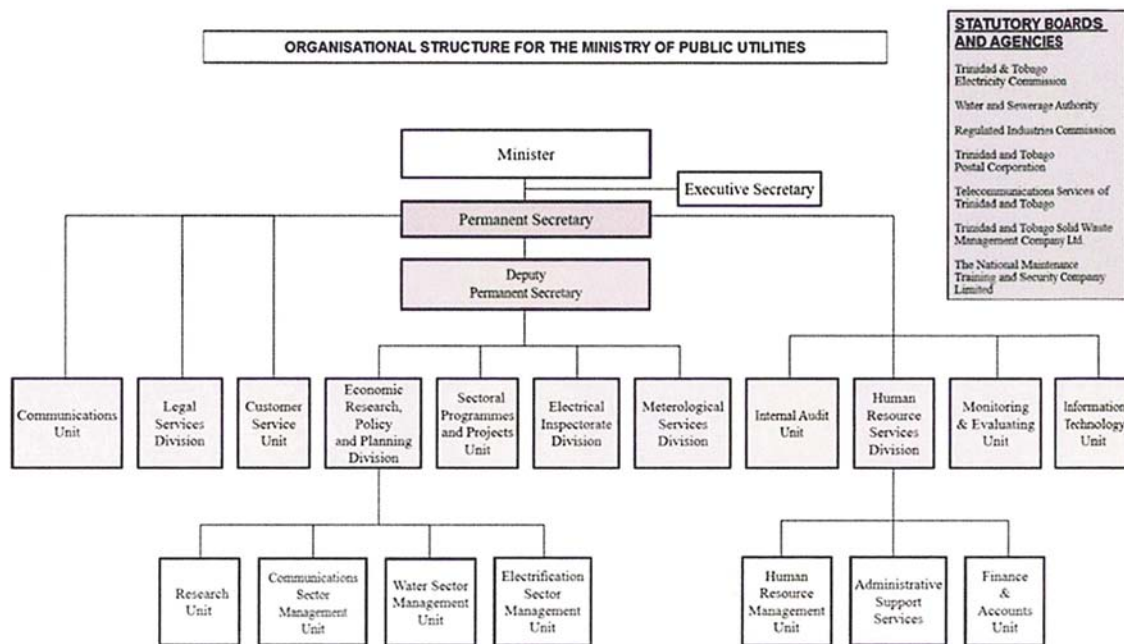 ORGANISATIONAL STRUCTURE FOR THE MINISTRY OF PUBLIC UTILITIES
STATUTORY BOARDS
AND AGENCIES
Trinidad & Tobago
Electricity Commission
Water and Sewerage Authority
Regulated Industries Commission
Trinidad and Tobago
Postal Corporation
Telecommunications Services of
Trinidad and Tobago
Trinidad and Tobago Solid Waste
Management Company Ltd.
The National Maintenance
Training and Security Company
Limited
Minister
Executive Secretary
Permanent Secretary
Deputy
Permanent Secretary
Communications
Unit
Legal
Services
Division
Customer
Service
Unit
Economic
Research,
Policy
and Planning
Division
Sectoral
Programmes
and Projects
Unit
Electrical
Inspectorate
Division
Meterological
Services
Division
Internal Audit
Unit
Human
Resource
Services
Division
Monitoring
& Evaluating
Unit
Information
Technology
Unit
Research
Unit
Communications
Sector
Management
Unit
Water Sector
Management
Unit
Electrification
Sector
Management
Unit
Human
Resource
Management
Unit
Administrative
Support
Services
Finance
&
Accounts
Unit